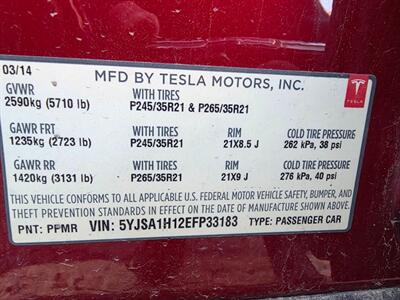 03/14 MFD BY TESLA MOTORS, INC. TESLA
GVWR WITH TIRES
2590kg (5710 lb) P245/35R21 & P265/35R21
GAWR FRT WITH TIRES RIM COLD TIRE PRESSURE
1235kg (2723 lb) P245/35R21 21X8.5 J 262 kPa, 38 psi
GAWR RR WITH TIRES RIM COLD TIRE PRESSURE
1420kg (3131 lb) P265/35R21 21X9 J 276 kPa, 40 psi
THIS VEHICLE CONFORMS TO ALL APPLICABLE U.S. FEDERAL MOTOR VEHICLE SAFETY, BUMPER, AND
THEFT PREVENTION STANDARDS IN EFFECT ON THE DATE OF MANUFACTURE SHOWN ABOVE.
PNT: PPMR VIN: 5YJSA1H12EFP33183 TYPE: PASSENGER CAR